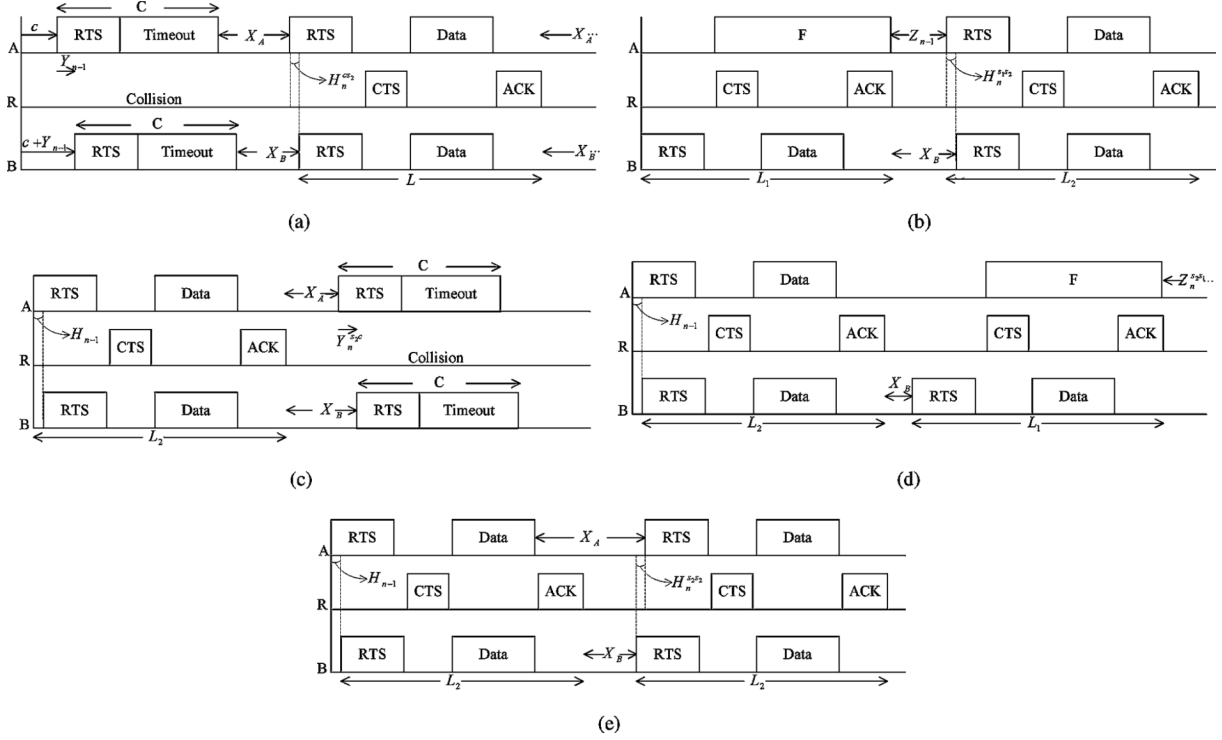 C
c RTS Timeout X_A RTS Data X_A...
A
Y_{n-1}
H_n^{cs_2}
CTS ACK
R Collision
C
c+Y_{n-1} RTS Timeout X_B RTS Data X_B...
B
L
(a)
F Z_{n-1} RTS Data
A
H_n^{s_1s_2}
CTS ACK CTS ACK
R
RTS Data X_B RTS Data
B
L_1 L_2
(b)
C
RTS Data X_A RTS Timeout
A
H_{n-1} Y_n^{s_2c}
CTS ACK
R Collision
C
RTS Data X_B RTS Timeout
B
L_2
(c)
RTS Data F Z_n^{s_2s_1}...
A
H_{n-1}
CTS ACK CTS ACK
R
X_B
RTS Data RTS Data
B
L_2 L_1
(d)
RTS Data X_A RTS Data
A
H_{n-1} H_n^{s_2s_2}
CTS ACK CTS ACK
R
RTS Data X_B RTS Data
B
L_2 L_2
(e)